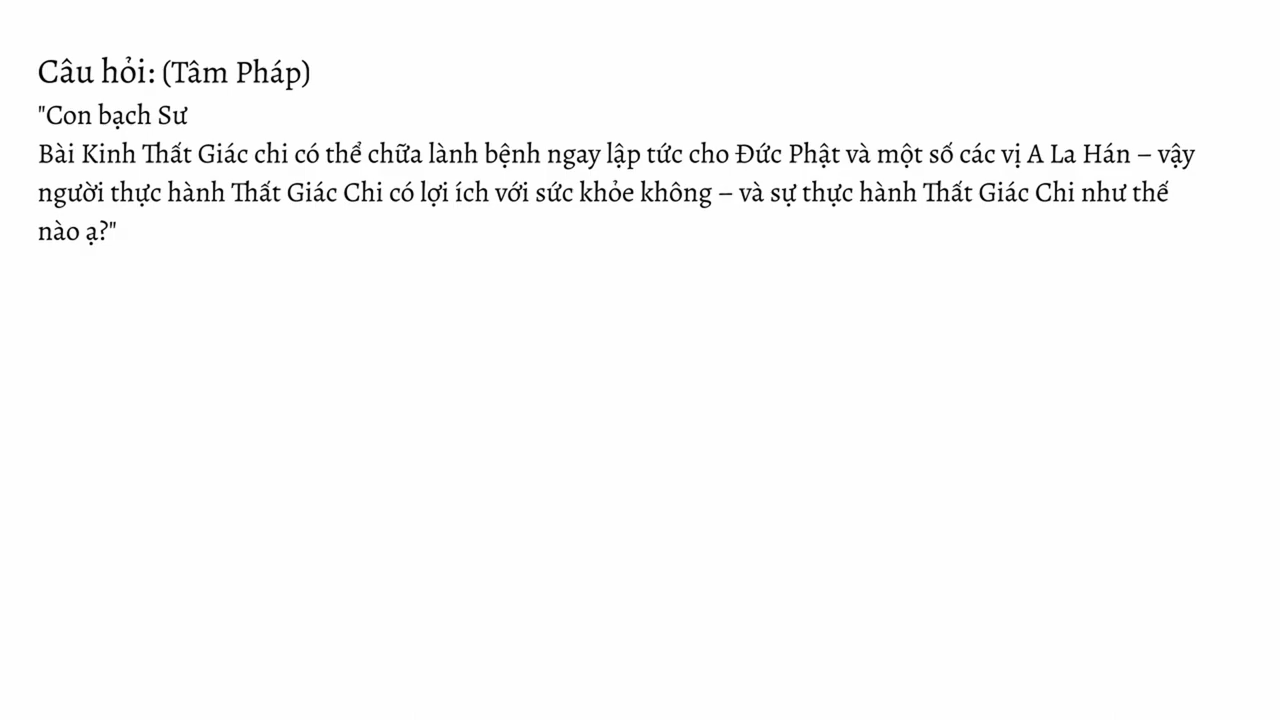 Câu hỏi: (Tâm Pháp)
"Con bạch Sư
Bài Kinh Thất Giác chi có thể chữa lành bệnh ngay lập tức cho Đức Phật và một số các vị A La Hán – vậy
người thực hành Thất Giác Chi có lợi ích với sức khỏe không – và sự thực hành Thất Giác Chi như thế
nào ạ?"